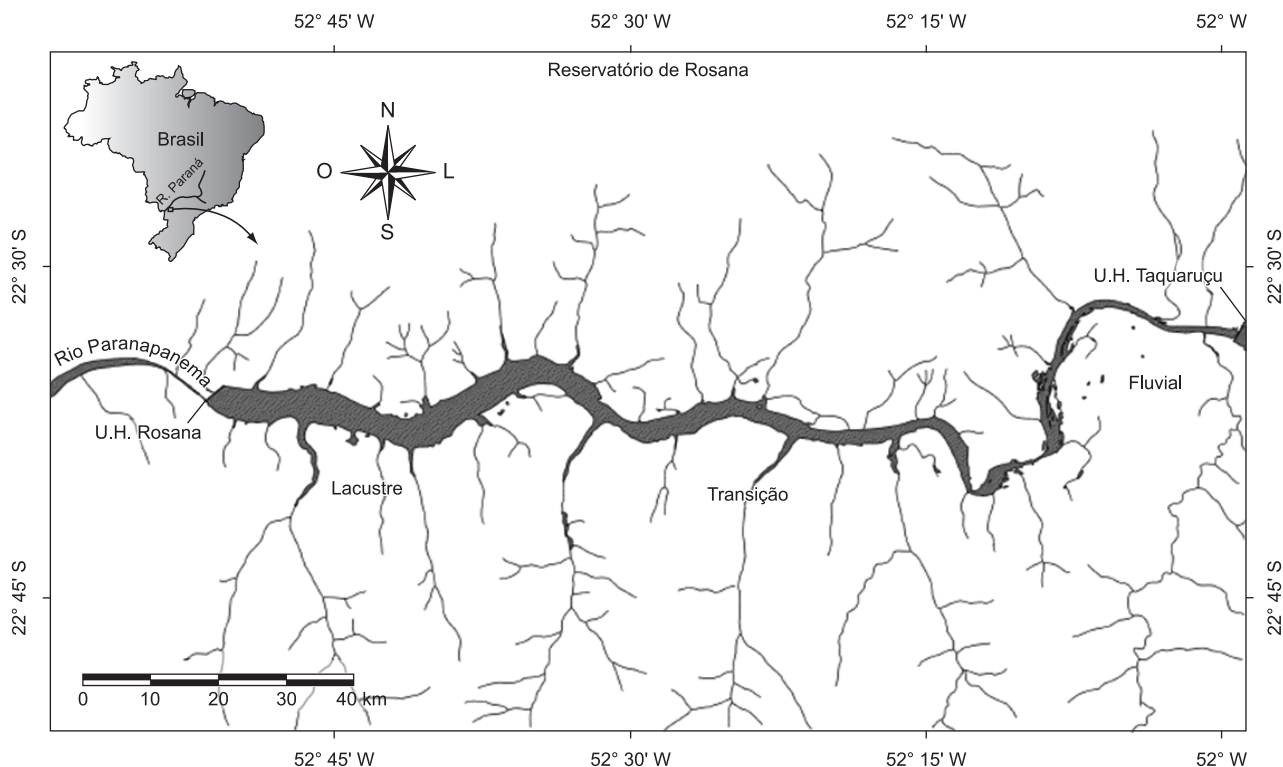 52° 45' W
52° 30' W
52° 15' W
52° W
Reservatório de Rosana
Brasil
R. Paraná
N
O
L
S
22° 30' S
22° 30' S
U.H. Taquaruçu
Rio Paranapanema
Fluvial
U.H. Rosana
Lacustre
Transição
22° 45' S
22° 45' S
0 10 20 30 40 km
52° 45' W
52° 30' W
52° 15' W
52° W